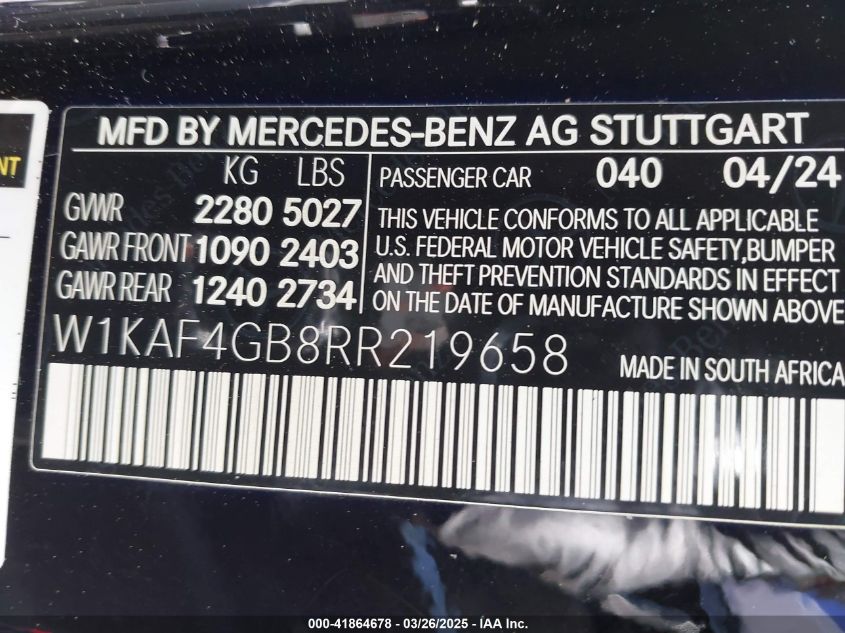 MFD BY MERCEDES-BENZ AG STUTTGART
KG LBS
GVWR 2280 5027
GAWR FRONT 1090 2403
GAWR REAR 1240 2734
PASSENGER CAR 040 04/24
THIS VEHICLE CONFORMS TO ALL APPLICABLE
U.S. FEDERAL MOTOR VEHICLE SAFETY,BUMPER
AND THEFT PREVENTION STANDARDS IN EFFECT
ON THE DATE OF MANUFACTURE SHOWN ABOVE
W1KAF4GB8RR219658
MADE IN SOUTH AFRICA
NT
000-41864678 — 03/26/2025 — IAA Inc.